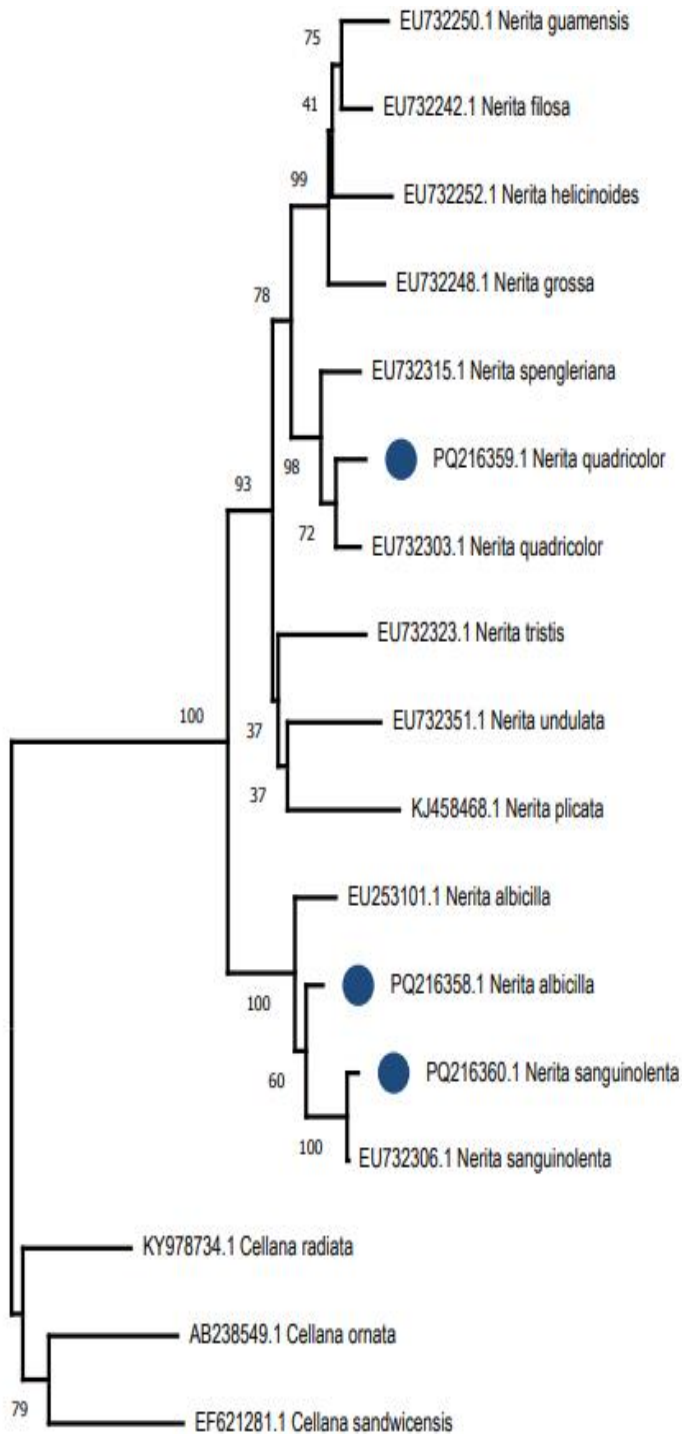 EU732250.1 Nerita guamensis
75
EU732242.1 Nerita filosa
41
EU732252.1 Nerita helicinoides
99
EU732248.1 Nerita grossa
78
EU732315.1 Nerita spengleriana
PQ216359.1 Nerita quadricolor
98
93
72
EU732303.1 Nerita quadricolor
EU732323.1 Nerita tristis
100
37
EU732351.1 Nerita undulata
37
KJ458468.1 Nerita plicata
EU253101.1 Nerita albicilla
PQ216358.1 Nerita albicilla
100
PQ216360.1 Nerita sanguinolenta
60
100
EU732306.1 Nerita sanguinolenta
KY978734.1 Cellana radiata
AB238549.1 Cellana ornata
79
EF621281.1 Cellana sandwicensis